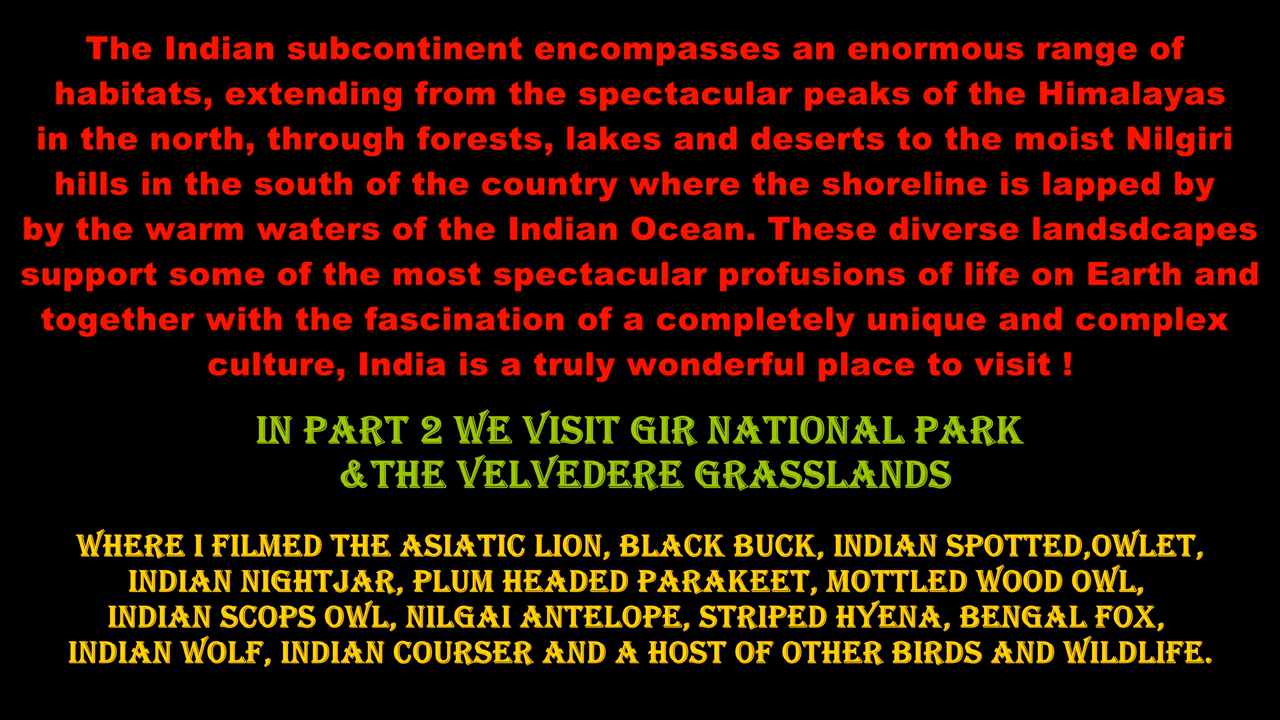 The Indian subcontinent encompasses an enormous range of
habitats, extending from the spectacular peaks of the Himalayas
in the north, through forests, lakes and deserts to the moist Nilgiri
hills in the south of the country where the shoreline is lapped by
by the warm waters of the Indian Ocean. These diverse landsdcapes
support some of the most spectacular profusions of life on Earth and
together with the fascination of a completely unique and complex
culture, India is a truly wonderful place to visit !
IN PART 2 WE VISIT GIR NATIONAL PARK
&THE VELVEDERE GRASSLANDS
WHERE I FILMED THE ASIATIC LION, BLACK BUCK, INDIAN SPOTTED,OWLET,
INDIAN NIGHTJAR, PLUM HEADED PARAKEET, MOTTLED WOOD OWL,
INDIAN SCOPS OWL, NILGAI ANTELOPE, STRIPED HYENA, BENGAL FOX,
INDIAN WOLF, INDIAN COURSER AND A HOST OF OTHER BIRDS AND WILDLIFE.